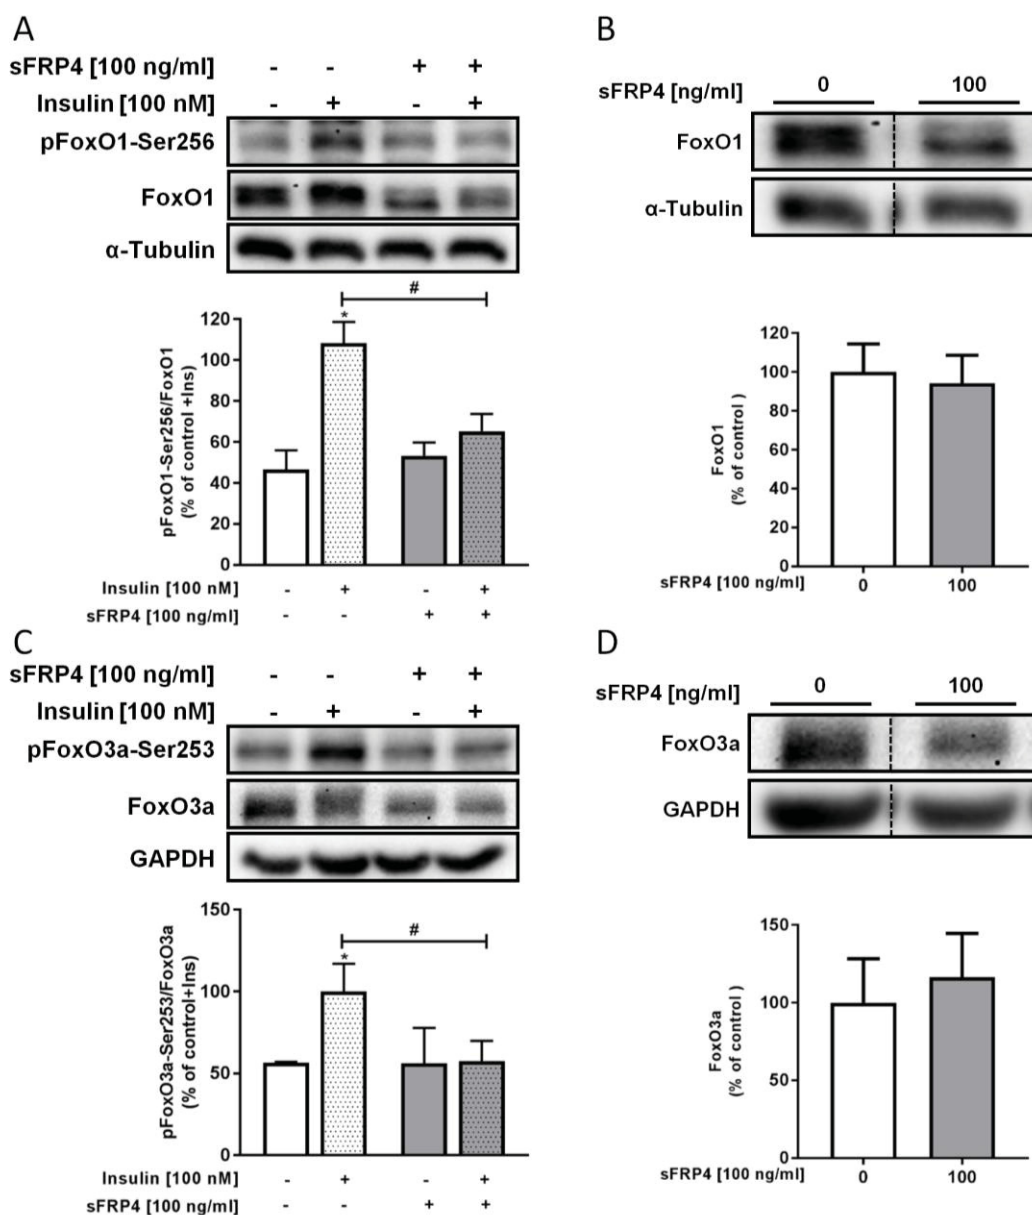 A
sFRP4 [100 ng/ml] - - + +
Insulin [100 nM] - + - +
pFoxO1-Ser256
FoxO1
α-Tubulin
#
*
120
100
80
60
40
20
0
pFoxO1-Ser256/FoxO1
(% of control +Ins)
Insulin [100 nM] - + - +
sFRP4 [100 ng/ml] - - + +
B
sFRP4 [ng/ml] 0 100
FoxO1
α-Tubulin
120
100
80
60
40
20
0
FoxO1
(% of control )
sFRP4 [100 ng/ml] 0 100
C
sFRP4 [100 ng/ml] - - + +
Insulin [100 nM] - + - +
pFoxO3a-Ser253
FoxO3a
GAPDH
#
*
150
100
50
0
pFoxO3a-Ser253/FoxO3a
(% of control+Ins)
Insulin [100 nM] - + - +
sFRP4 [100 ng/ml] - - + +
D
sFRP4 [ng/ml] 0 100
FoxO3a
GAPDH
150
100
50
0
FoxO3a
(% of control )
sFRP4 [100 ng/ml] 0 100